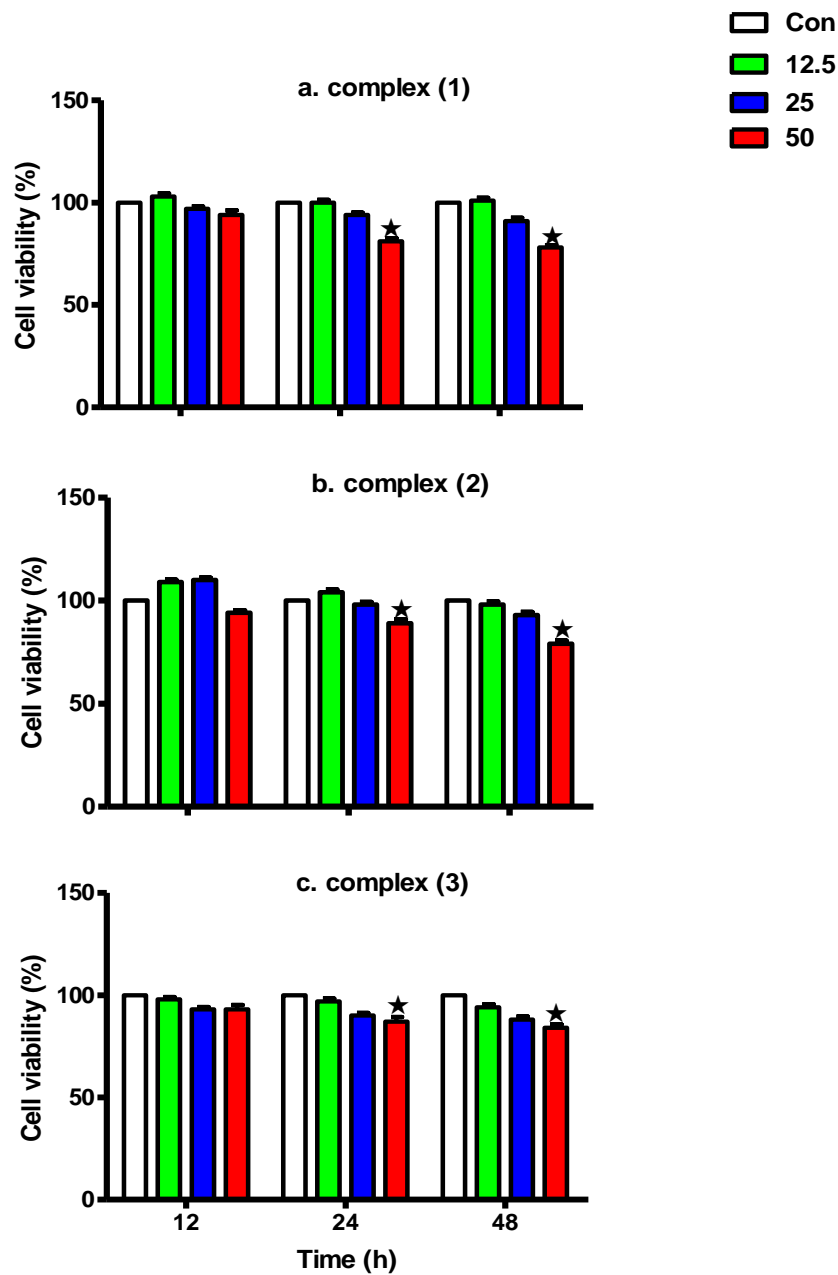 Con
12.5
25
50
a. complex (1)
150
100
50
0
Cell viability (%)
★
★
b. complex (2)
150
100
50
0
Cell viability (%)
★
★
c. complex (3)
150
100
50
0
Cell viability (%)
★
★
12 24 48
Time (h)